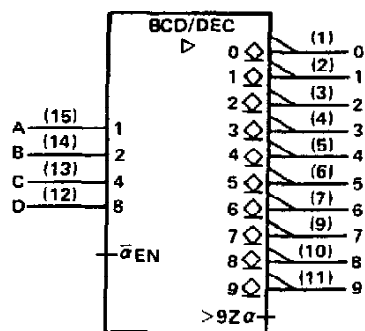 BCD/DEC
▷
0 (1) 0
1 (2) 1
2 (3) 2
3 (4) 3
4 (5) 4
5 (6) 5
6 (7) 6
7 (9) 7
8 (10) 8
9 (11) 9
A (15) 1
B (14) 2
C (13) 4
D (12) 8
ᾱEN
>9Zα